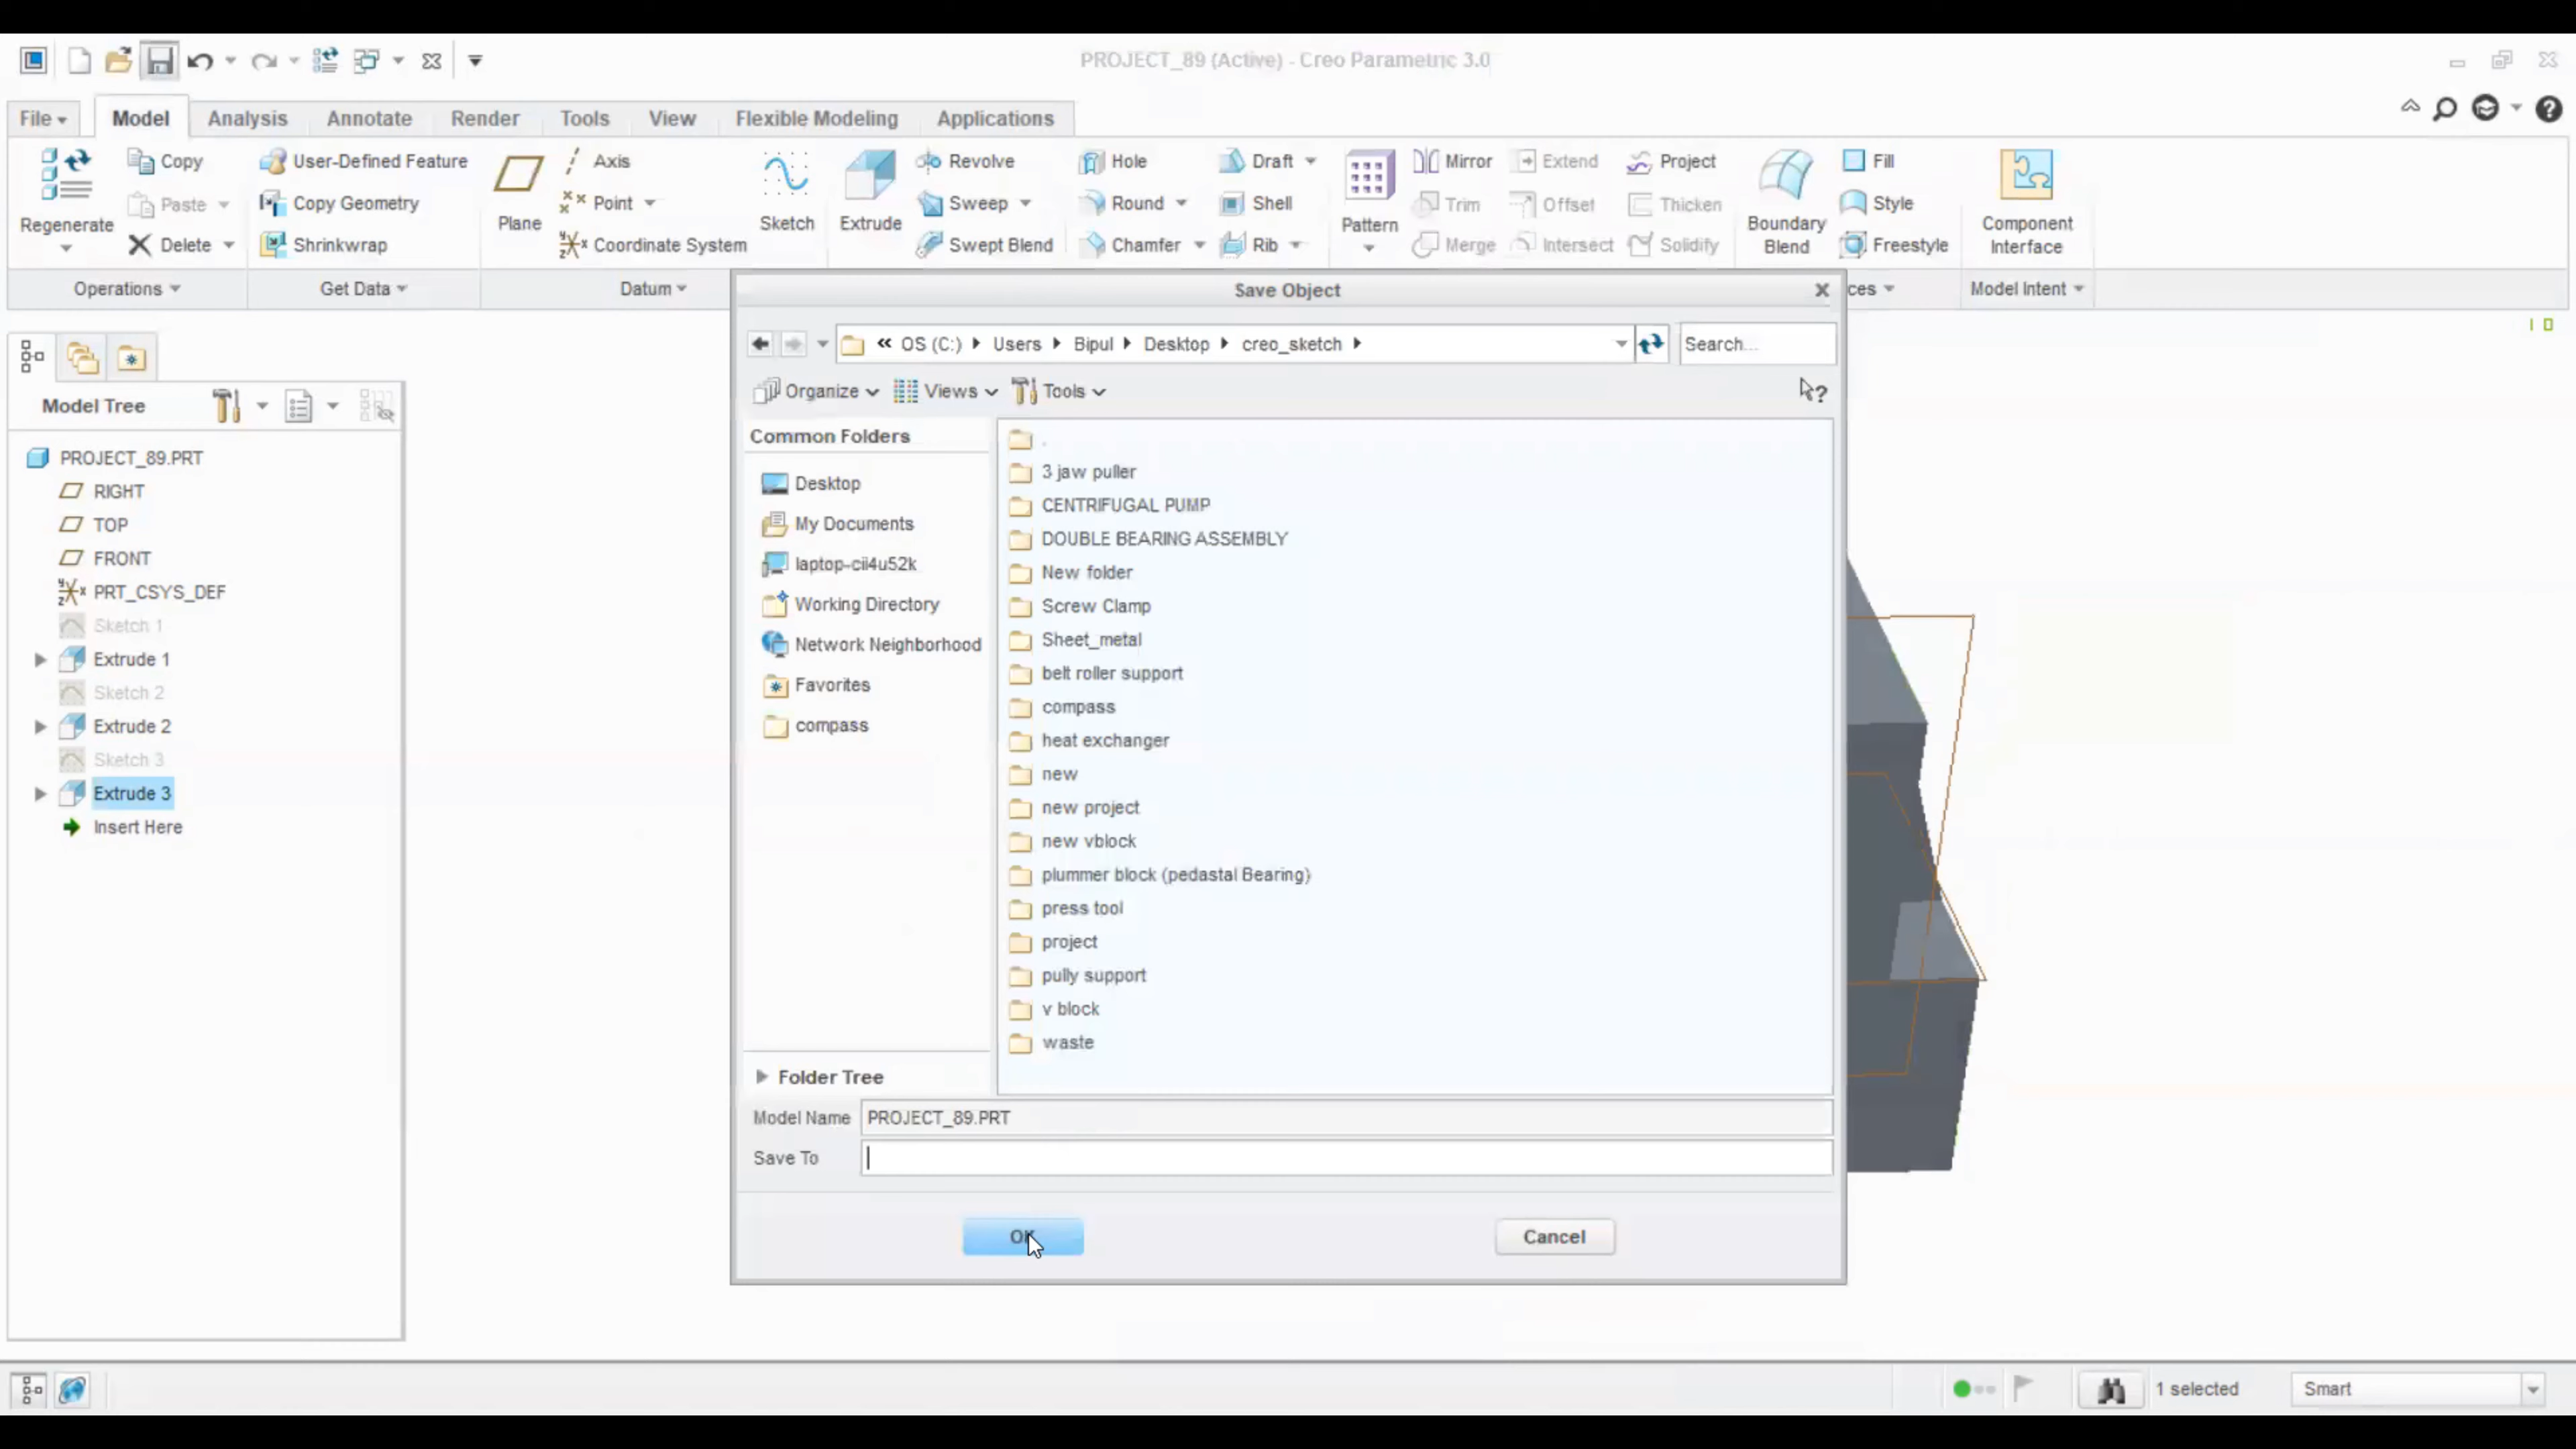 PROJECT_89 (Active) - Creo Parametric 3.0
File Model Analysis Annotate Render Tools View Flexible Modeling Applications
Regenerate
Copy
Paste
Delete
User-Defined Feature
Copy Geometry
Shrinkwrap
Plane
Axis
Point
Coordinate System
Sketch
Extrude
Revolve
Sweep
Swept Blend
Hole
Round
Chamfer
Draft
Shell
Rib
Pattern
Mirror
Trim
Merge
Extend
Offset
Intersect
Project
Thicken
Solidify
Boundary
Blend
Fill
Style
Freestyle
Component
Interface
Operations Get Data Datum ces Model Intent
Model Tree
PROJECT_89.PRT
RIGHT
TOP
FRONT
PRT_CSYS_DEF
Sketch 1
Extrude 1
Sketch 2
Extrude 2
Sketch 3
Extrude 3
Insert Here
Save Object
« OS (C:) Users Bipul Desktop creo_sketch
Search...
Organize Views Tools
Common Folders
Desktop
My Documents
laptop-cii4u52k
Working Directory
Network Neighborhood
Favorites
compass
Folder Tree
.
3 jaw puller
CENTRIFUGAL PUMP
DOUBLE BEARING ASSEMBLY
New folder
Screw Clamp
Sheet_metal
belt roller support
compass
heat exchanger
new
new project
new vblock
plummer block (pedastal Bearing)
press tool
project
pully support
v block
waste
Model Name PROJECT_89.PRT
Save To
OK Cancel
1 selected Smart